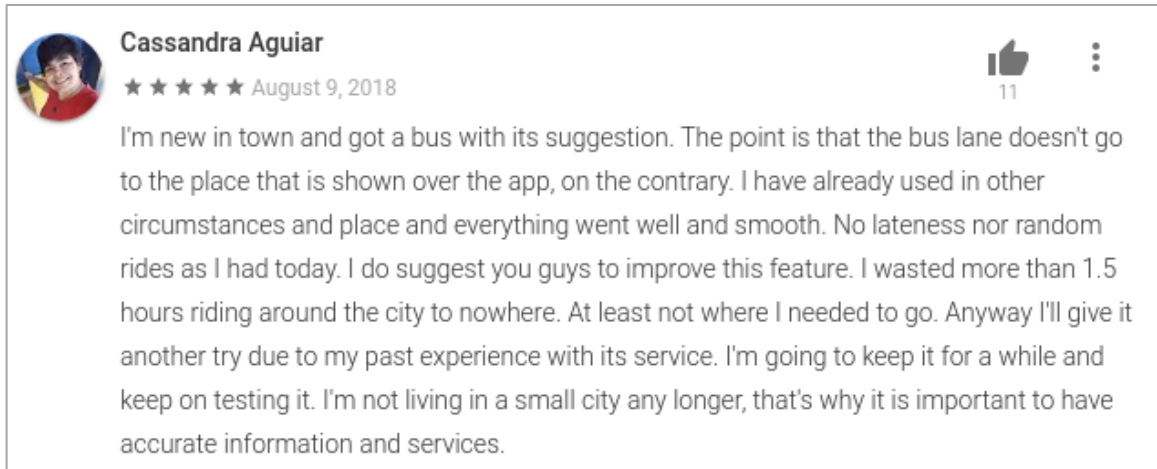 Cassandra Aguiar
★ ★ ★ ★ ★ August 9, 2018
11
I'm new in town and got a bus with its suggestion. The point is that the bus lane doesn't go
to the place that is shown over the app, on the contrary. I have already used in other
circumstances and place and everything went well and smooth. No lateness nor random
rides as I had today. I do suggest you guys to improve this feature. I wasted more than 1.5
hours riding around the city to nowhere. At least not where I needed to go. Anyway I'll give it
another try due to my past experience with its service. I'm going to keep it for a while and
keep on testing it. I'm not living in a small city any longer, that's why it is important to have
accurate information and services.